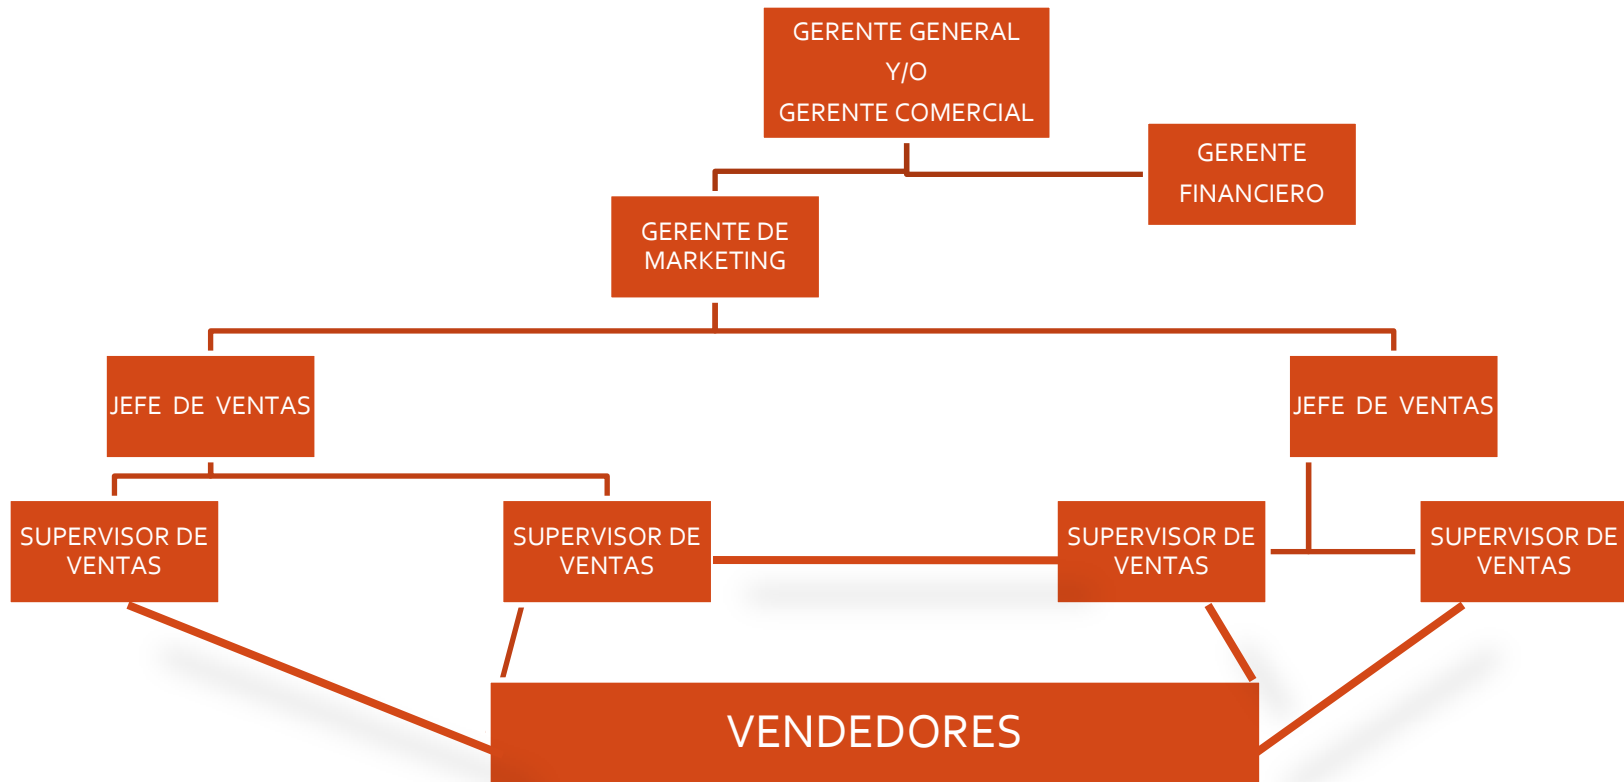 GERENTE GENERAL
Y/O
GERENTE COMERCIAL
GERENTE
FINANCIERO
GERENTE DE
MARKETING
JEFE DE VENTAS
JEFE DE VENTAS
SUPERVISOR DE
VENTAS
SUPERVISOR DE
VENTAS
SUPERVISOR DE
VENTAS
SUPERVISOR DE
VENTAS
VENDEDORES